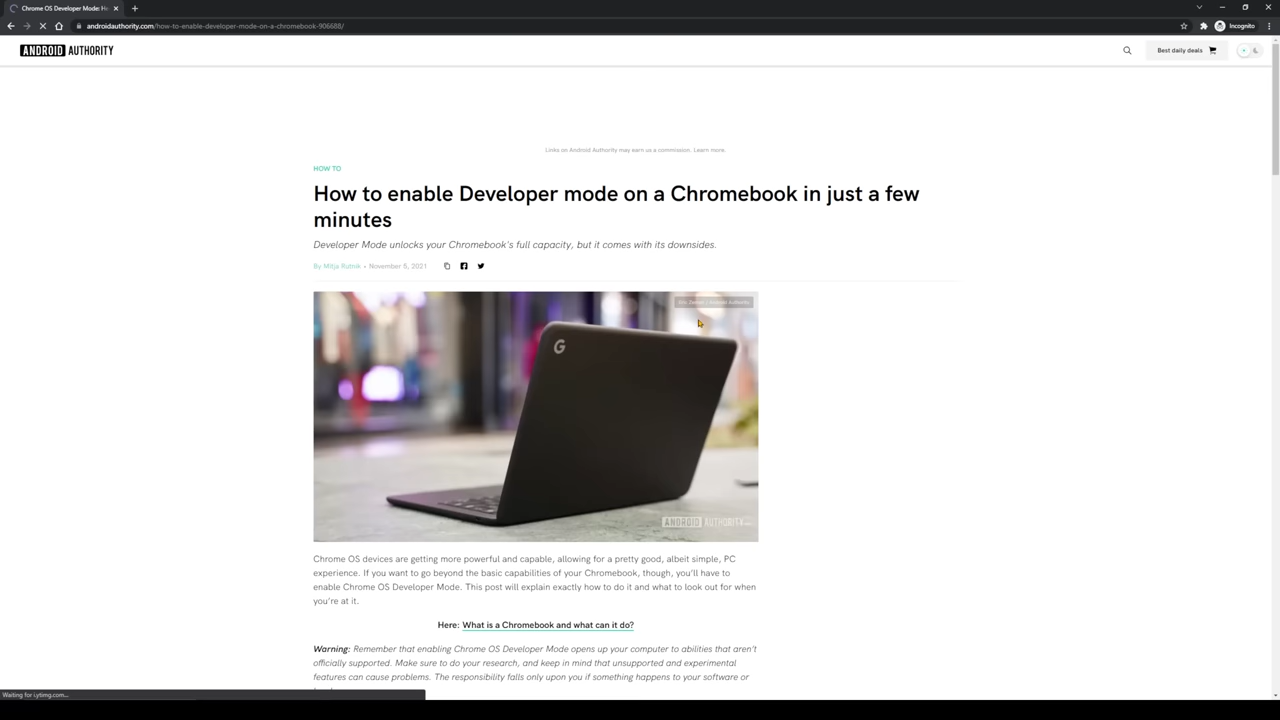 Chrome OS Developer Mode: H
androidauthority.com/how-to-enable-developer-mode-on-a-chromebook-906688/
Incognito
ANDROID AUTHORITY
Best daily deals
Links on Android Authority may earn us a commission. Learn more.
HOW TO
How to enable Developer mode on a Chromebook in just a few
minutes
Developer Mode unlocks your Chromebook's full capacity, but it comes with its downsides.
By Mitja Rutnik • November 5, 2021
G
ANDROID AUTHORITY
Chrome OS devices are getting more powerful and capable, allowing for a pretty good, albeit simple, PC
experience. If you want to go beyond the basic capabilities of your Chromebook, though, you'll have to
enable Chrome OS Developer Mode. This post will explain exactly how to do it and what to look out for when
you're at it.
Here: What is a Chromebook and what can it do?
Warning: Remember that enabling Chrome OS Developer Mode opens up your computer to abilities that aren't
officially supported. Make sure to do your research, and keep in mind that unsupported and experimental
features can cause problems. The responsibility falls only upon you if something happens to your software or
Waiting for i.ytimg.com...